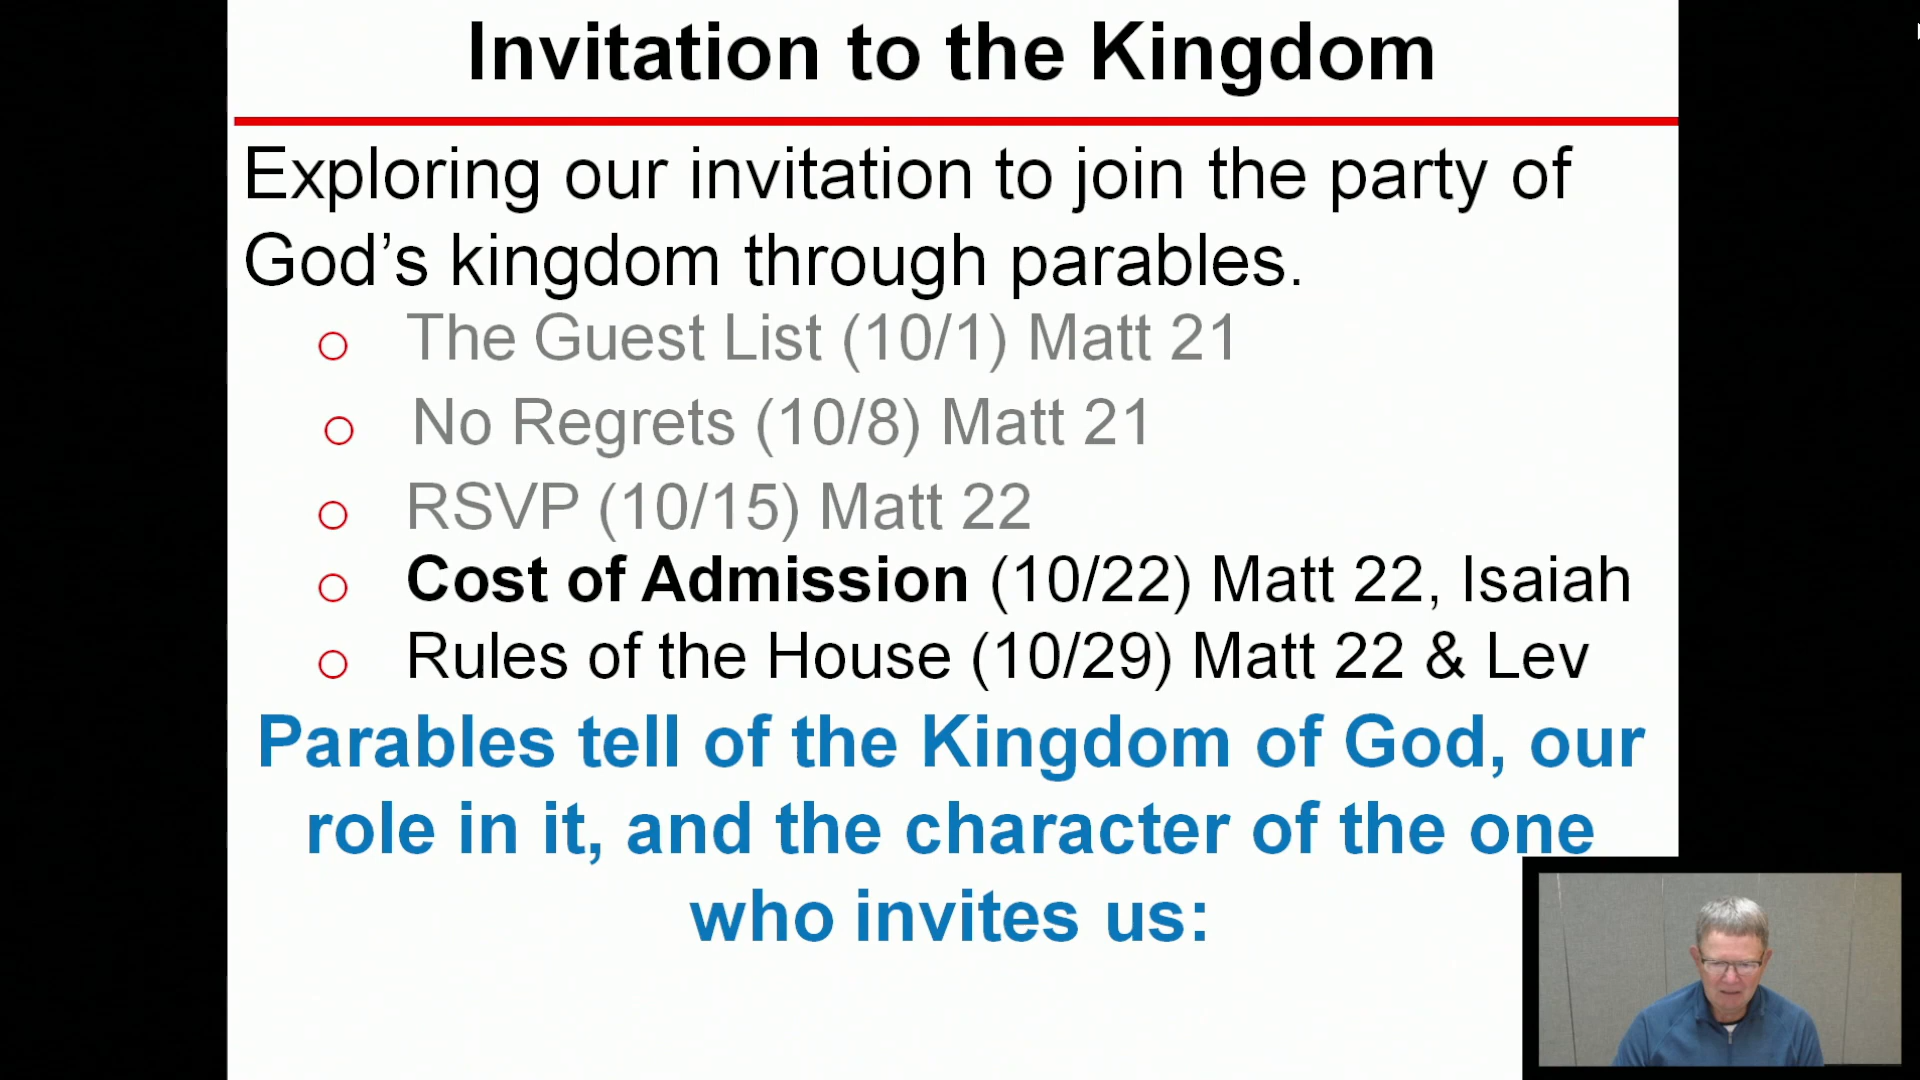 Invitation to the Kingdom
Exploring our invitation to join the party of
God’s kingdom through parables.
The Guest List (10/1) Matt 21
No Regrets (10/8) Matt 21
RSVP (10/15) Matt 22
Cost of Admission (10/22) Matt 22, Isaiah
Rules of the House (10/29) Matt 22 & Lev
Parables tell of the Kingdom of God, our
role in it, and the character of the one
who invites us: